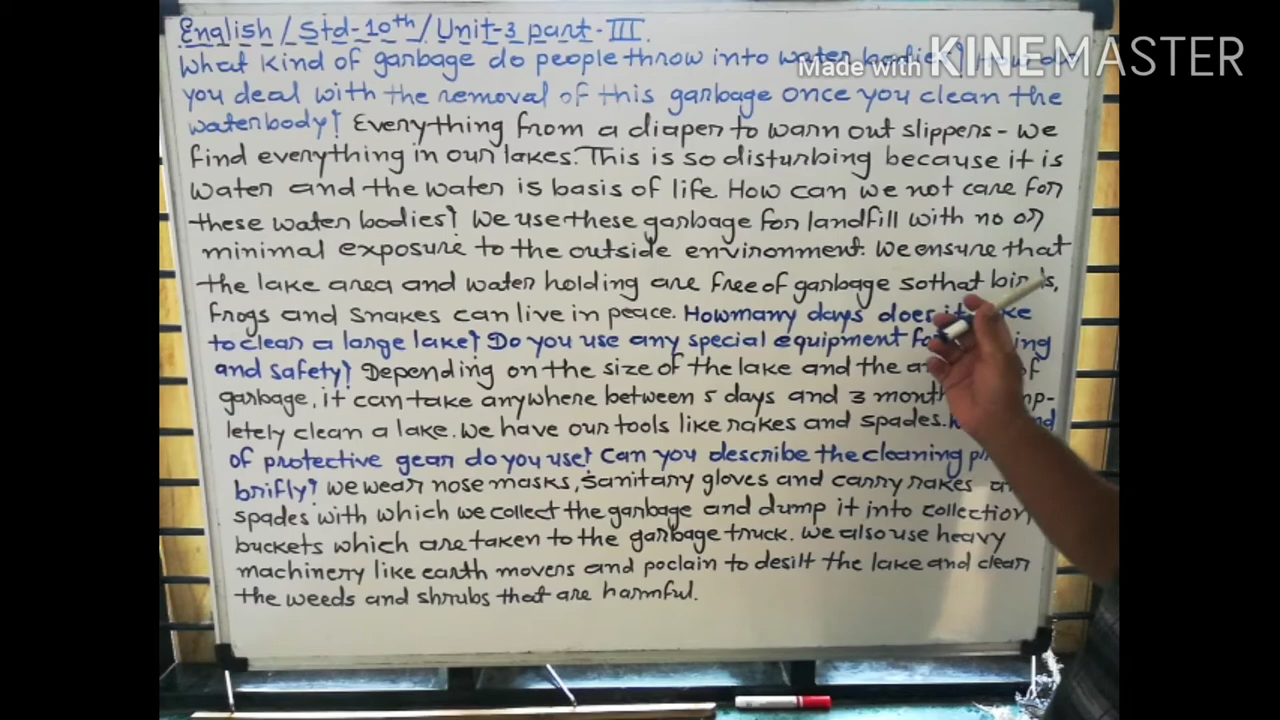 English / Std-10th / Unit-3 part-III.
What kind of garbage do people throw into water bodies? How do
Made with KINEMASTER
you deal with the removal of this garbage once you clean the
waterbody? Everything from a diaper to warn out slippers - we
find everything in our lakes. This is so disturbing because it is
water and the water is basis of life. How can we not care for
these water bodies? We use these garbage for landfill with no or
minimal exposure to the outside environment. We ensure that
the lake area and water holding are free of garbage sothat birds,
frogs and snakes can live in peace. Howmany days does it take
to clear a large lake? Do you use any special equipment
and safety? Depending on the size of the lake and the of
garbage, it can take anywhere between 5 days and 3 month
letely clean a lake. We have our tools like rakes and spades.
of protective gear do you use? Can you describe the cleaning
brifly? We wear nose masks, sanitary gloves and carry rakes
spades with which we collect the garbage and dump it into collection
buckets which are taken to the garbage truck. We also use heavy
machinery like earth movers and poclain to desilt the lake and clear
the weeds and shrubs that are harmful.